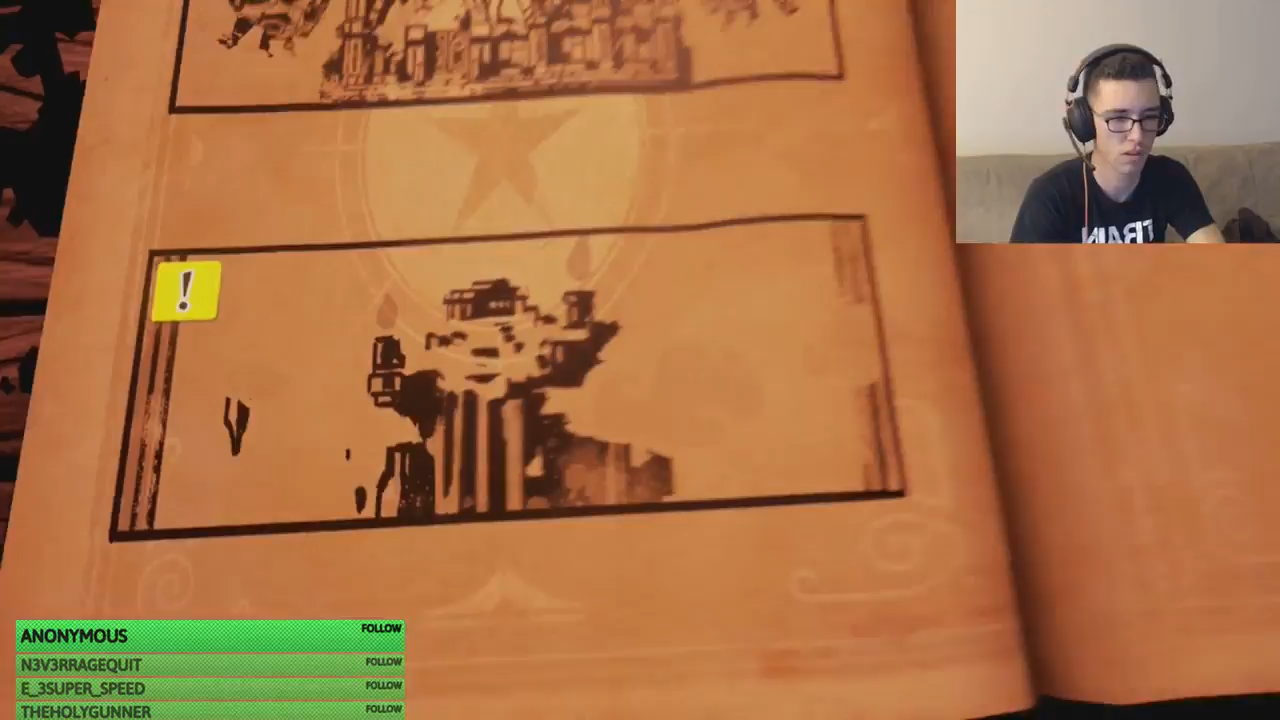 !
ANONYMOUS FOLLOW
N3V3RRAGEQUIT FOLLOW
E_3SUPER_SPEED FOLLOW
THEHOLYGUNNER FOLLOW